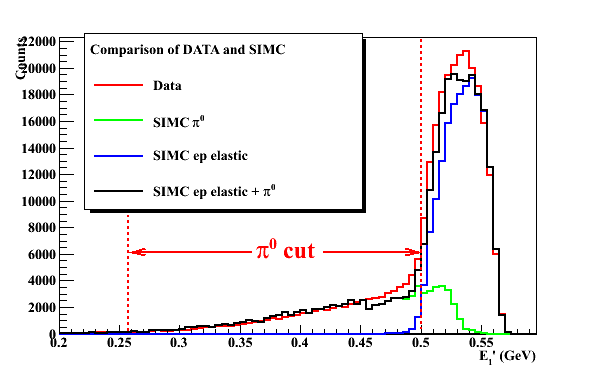 Counts
22000
20000
18000
16000
14000
12000
10000
8000
6000
4000
2000
0
Comparison of DATA and SIMC
Data
SIMC π⁰
SIMC ep elastic
SIMC ep elastic + π⁰
π⁰ cut
0.2 0.25 0.3 0.35 0.4 0.45 0.5 0.55
E₁' (GeV)